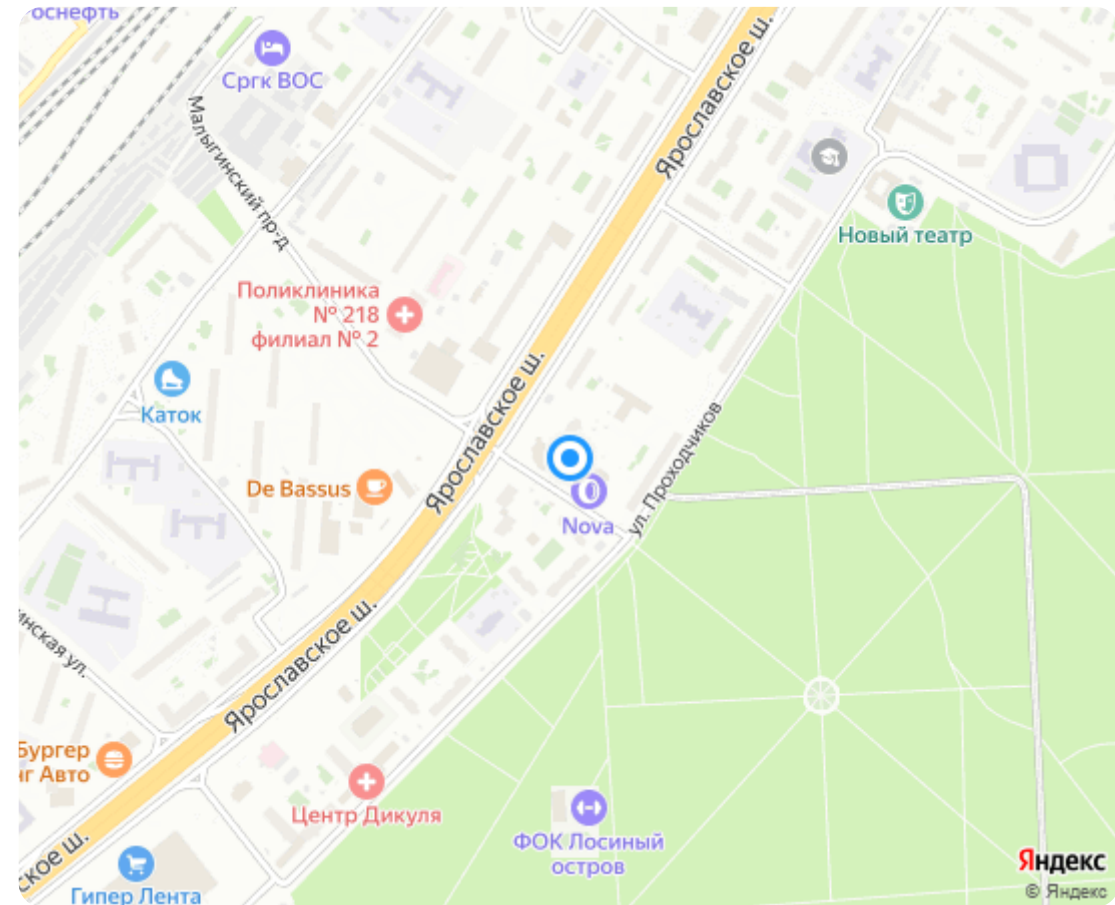 оснефть
Сргк ВОС
Малыгинский пр-д
Ярославское ш.
Новый театр
Поликлиника
№ 218
филиал № 2
Каток
Ярославское ш.
ул. Проходчиков
De Bassus
Nova
инская ул.
Ярославское ш.
Бургер
нг Авто
Центр Дикуля
ФОК Лосиный
остров
ское ш.
Гипер Лента
Яндекс
© Яндекс